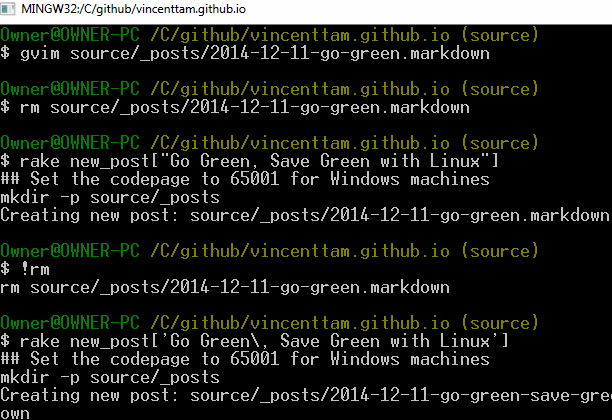 MINGW32:/C/github/vincenttam.github.io
Owner@OWNER-PC /C/github/vincenttam.github.io (source)
$ gvim source/_posts/2014-12-11-go-green.markdown
Owner@OWNER-PC /C/github/vincenttam.github.io (source)
$ rm source/_posts/2014-12-11-go-green.markdown
Owner@OWNER-PC /C/github/vincenttam.github.io (source)
$ rake new_post["Go Green, Save Green with Linux"]
## Set the codepage to 65001 for Windows machines
mkdir -p source/_posts
Creating new post: source/_posts/2014-12-11-go-green.markdown
Owner@OWNER-PC /C/github/vincenttam.github.io (source)
$ !rm
rm source/_posts/2014-12-11-go-green.markdown
Owner@OWNER-PC /C/github/vincenttam.github.io (source)
$ rake new_post['Go Green\, Save Green with Linux']
## Set the codepage to 65001 for Windows machines
mkdir -p source/_posts
Creating new post: source/_posts/2014-12-11-go-green-save-gre
own